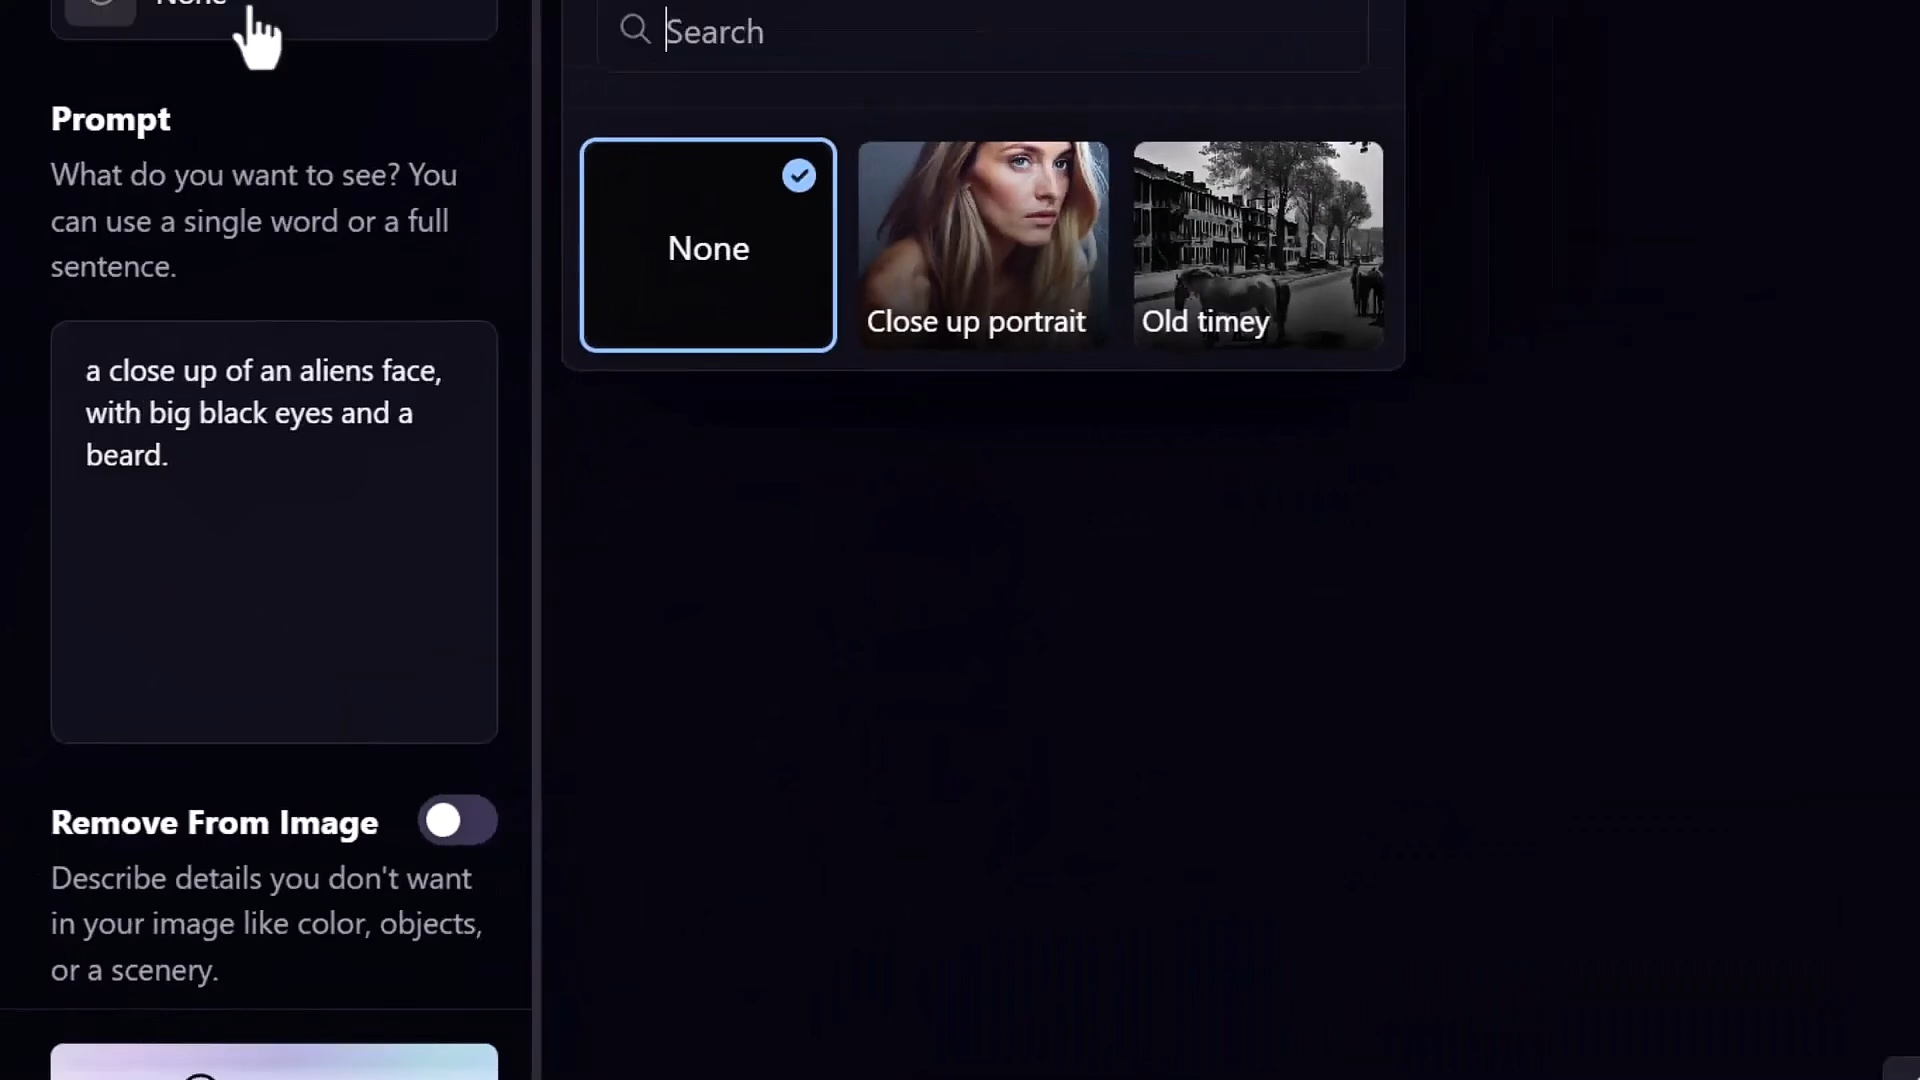 None
Search
Prompt
What do you want to see? You
can use a single word or a full
sentence.
None
Close up portrait
Old timey
a close up of an aliens face,
with big black eyes and a
beard.
Remove From Image
Describe details you don't want
in your image like color, objects,
or a scenery.